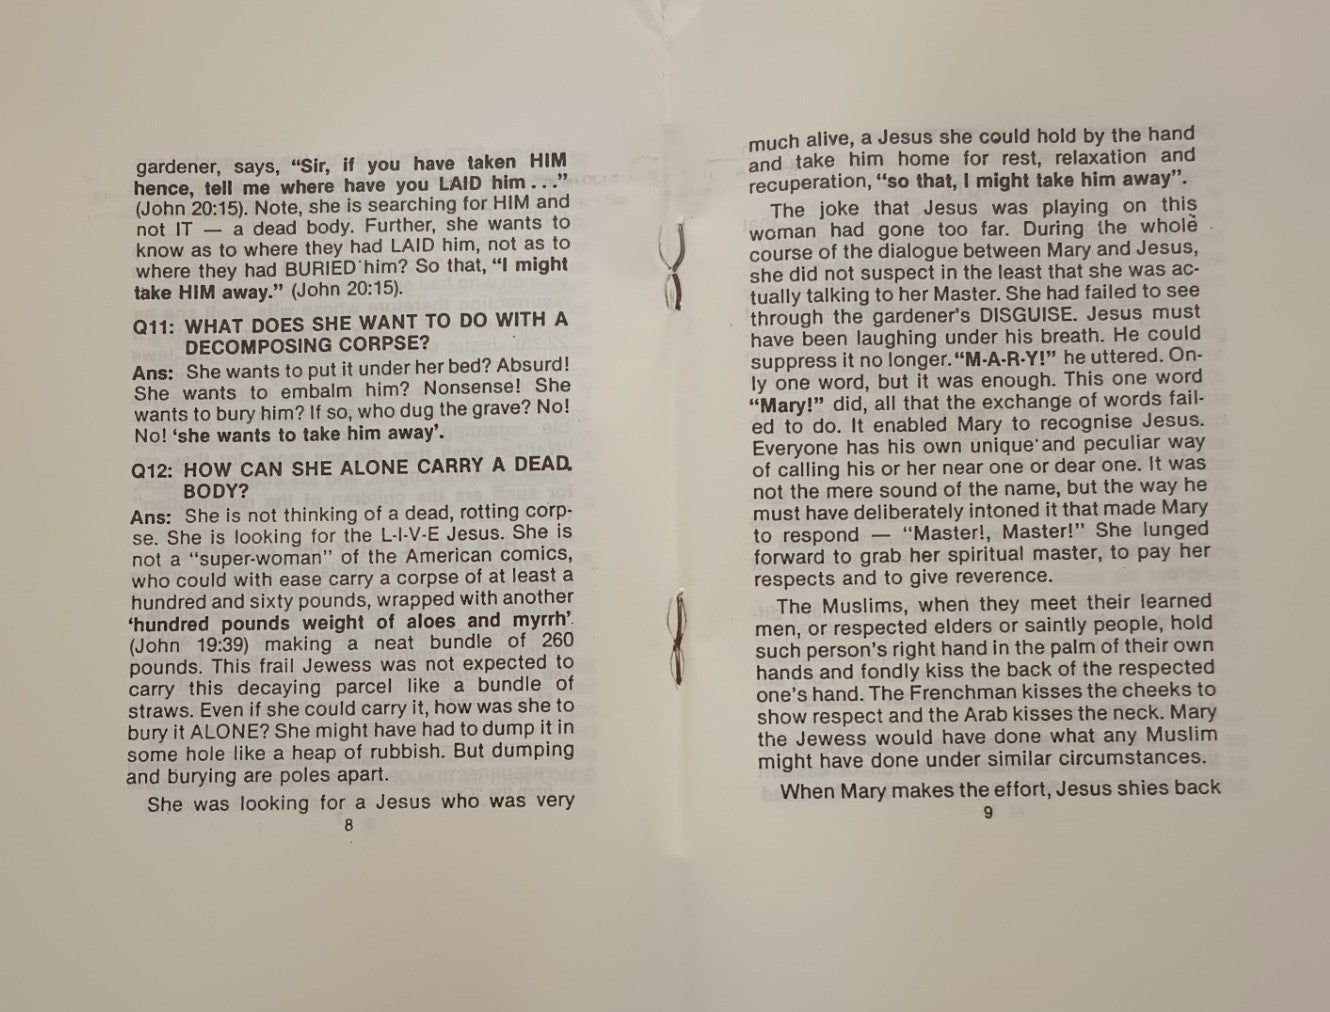 gardener, says, “Sir, if you have taken HIM
hence, tell me where have you LAID him . . .”
(John 20:15). Note, she is searching for HIM and
not IT — a dead body. Further, she wants to
know as to where they had LAID him, not as to
where they had BURIED him? So that, “I might
take HIM away.” (John 20:15).
Q11: WHAT DOES SHE WANT TO DO WITH A
DECOMPOSING CORPSE?
Ans: She wants to put it under her bed? Absurd!
She wants to embalm him? Nonsense! She
wants to bury him? If so, who dug the grave? No!
No! ‘she wants to take him away’.
Q12: HOW CAN SHE ALONE CARRY A DEAD
BODY?
Ans: She is not thinking of a dead, rotting corp-
se. She is looking for the L-I-V-E Jesus. She is
not a “super-woman” of the American comics,
who could with ease carry a corpse of at least a
hundred and sixty pounds, wrapped with another
‘hundred pounds weight of aloes and myrrh’
(John 19:39) making a neat bundle of 260
pounds. This frail Jewess was not expected to
carry this decaying parcel like a bundle of
straws. Even if she could carry it, how was she to
bury it ALONE? She might have had to dump it in
some hole like a heap of rubbish. But dumping
and burying are poles apart.
She was looking for a Jesus who was very
8
much alive, a Jesus she could hold by the hand
and take him home for rest, relaxation and
recuperation, “so that, I might take him away”.
The joke that Jesus was playing on this
woman had gone too far. During the whole
course of the dialogue between Mary and Jesus,
she did not suspect in the least that she was ac-
tually talking to her Master. She had failed to see
through the gardener's DISGUISE. Jesus must
have been laughing under his breath. He could
suppress it no longer. “M-A-R-Y!” he uttered. On-
ly one word, but it was enough. This one word
“Mary!” did, all that the exchange of words fail-
ed to do. It enabled Mary to recognise Jesus.
Everyone has his own unique and peculiar way
of calling his or her near one or dear one. It was
not the mere sound of the name, but the way he
must have deliberately intoned it that made Mary
to respond — “Master!, Master!” She lunged
forward to grab her spiritual master, to pay her
respects and to give reverence.
The Muslims, when they meet their learned
men, or respected elders or saintly people, hold
such person's right hand in the palm of their own
hands and fondly kiss the back of the respected
one's hand. The Frenchman kisses the cheeks to
show respect and the Arab kisses the neck. Mary
the Jewess would have done what any Muslim
might have done under similar circumstances.
When Mary makes the effort, Jesus shies back
9